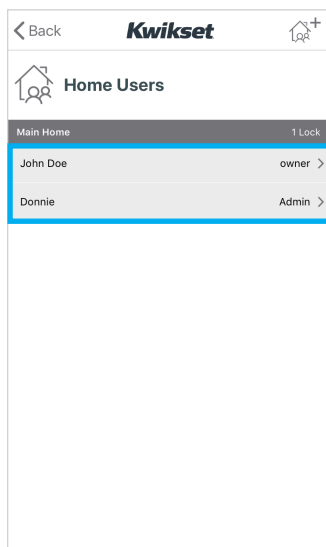 Back Kwikset
Home Users
Main Home 1 Lock
John Doe owner
Donnie Admin